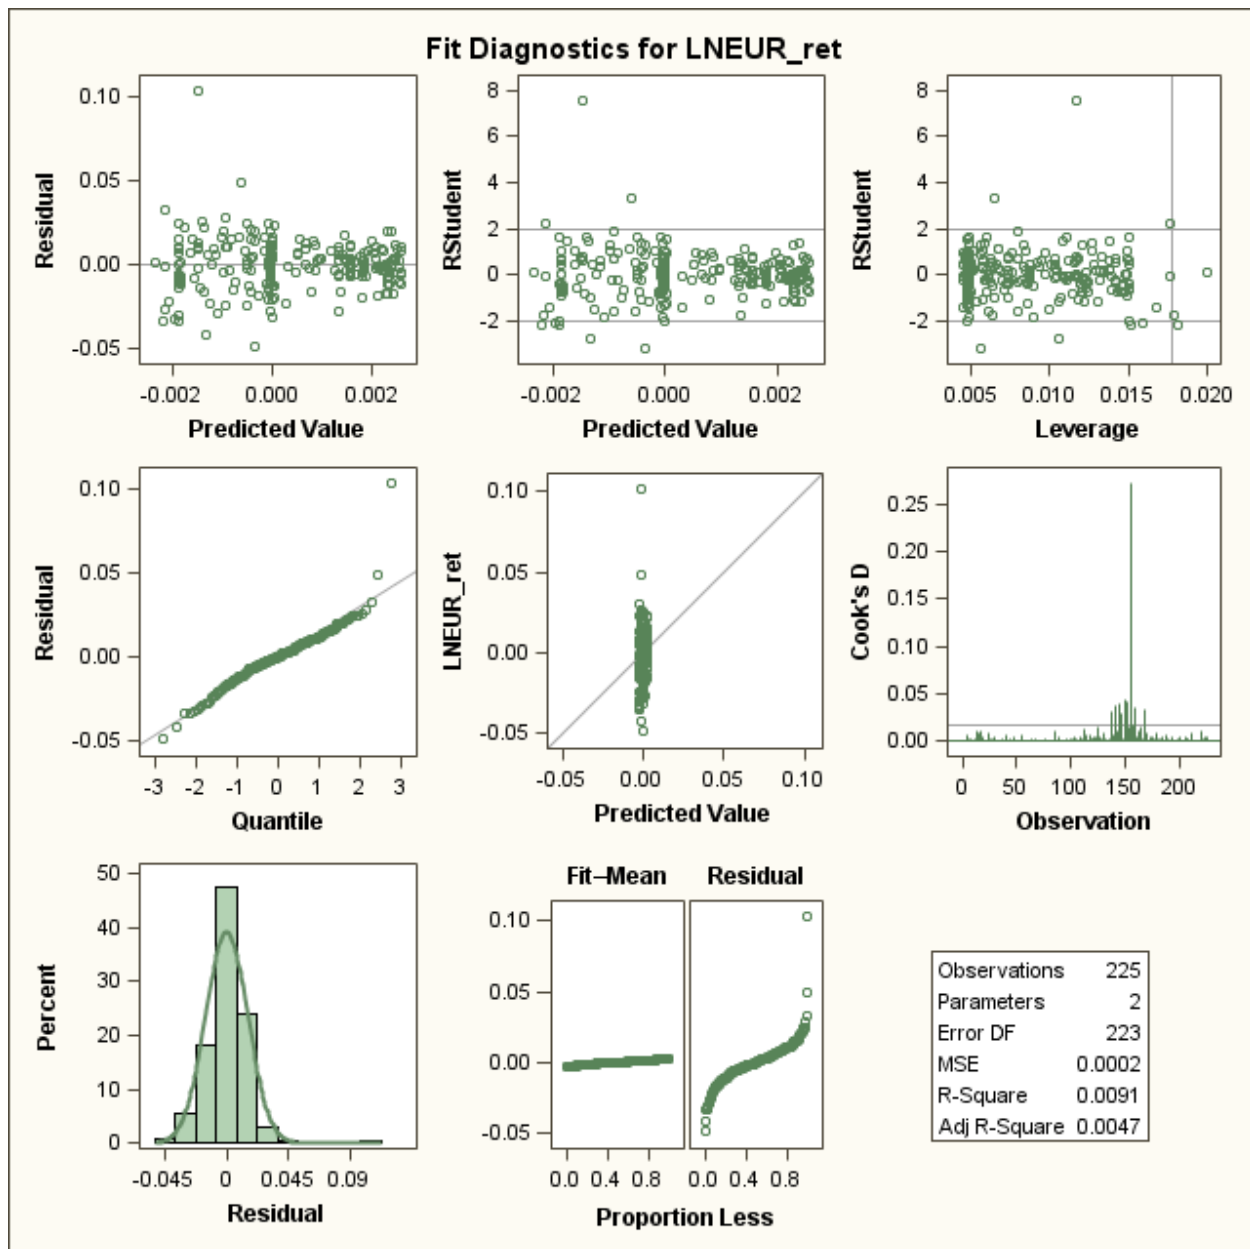 Fit Diagnostics for LNEUR_ret
0.10
0.05
0.00
-0.05
Residual
-0.002 0.000 0.002
Predicted Value
8
6
4
2
0
-2
RStudent
-0.002 0.000 0.002
Predicted Value
8
6
4
2
0
-2
RStudent
0.005 0.010 0.015 0.020
Leverage
0.10
0.05
0.00
-0.05
Residual
-3 -2 -1 0 1 2 3
Quantile
0.10
0.05
0.00
-0.05
LNEUR_ret
-0.05 0.00 0.05 0.10
Predicted Value
0.25
0.20
0.15
0.10
0.05
0.00
Cook's D
0 50 100 150 200
Observation
50
40
30
20
10
0
Percent
-0.045 0 0.045 0.09
Residual
Fit–Mean Residual
0.10
0.05
0.00
-0.05
0.0 0.4 0.8 0.0 0.4 0.8
Proportion Less
Observations 225
Parameters 2
Error DF 223
MSE 0.0002
R-Square 0.0091
Adj R-Square 0.0047